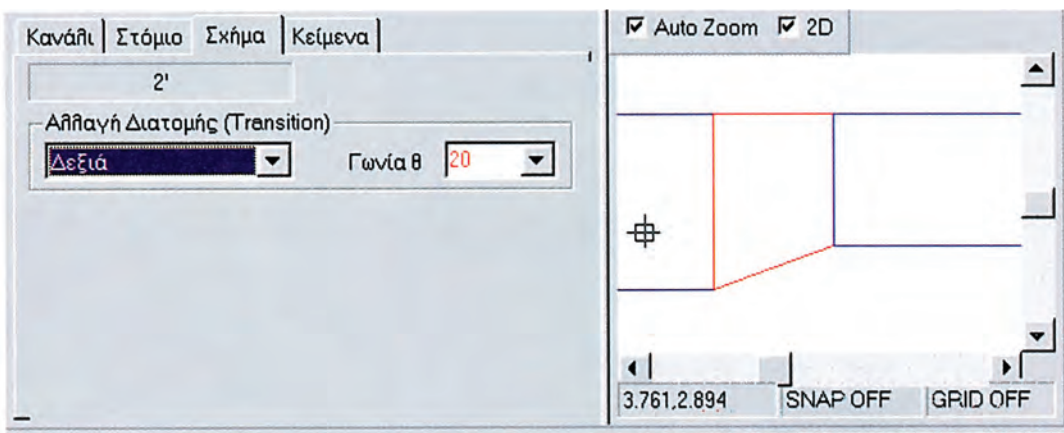 Κανάλι Στόμιο Σχήμα Κείμενα
2'
Αλλαγή Διατομής (Transition)
Δεξιά Γωνία θ 20
Auto Zoom 2D
3.761,2.894 SNAP OFF GRID OFF